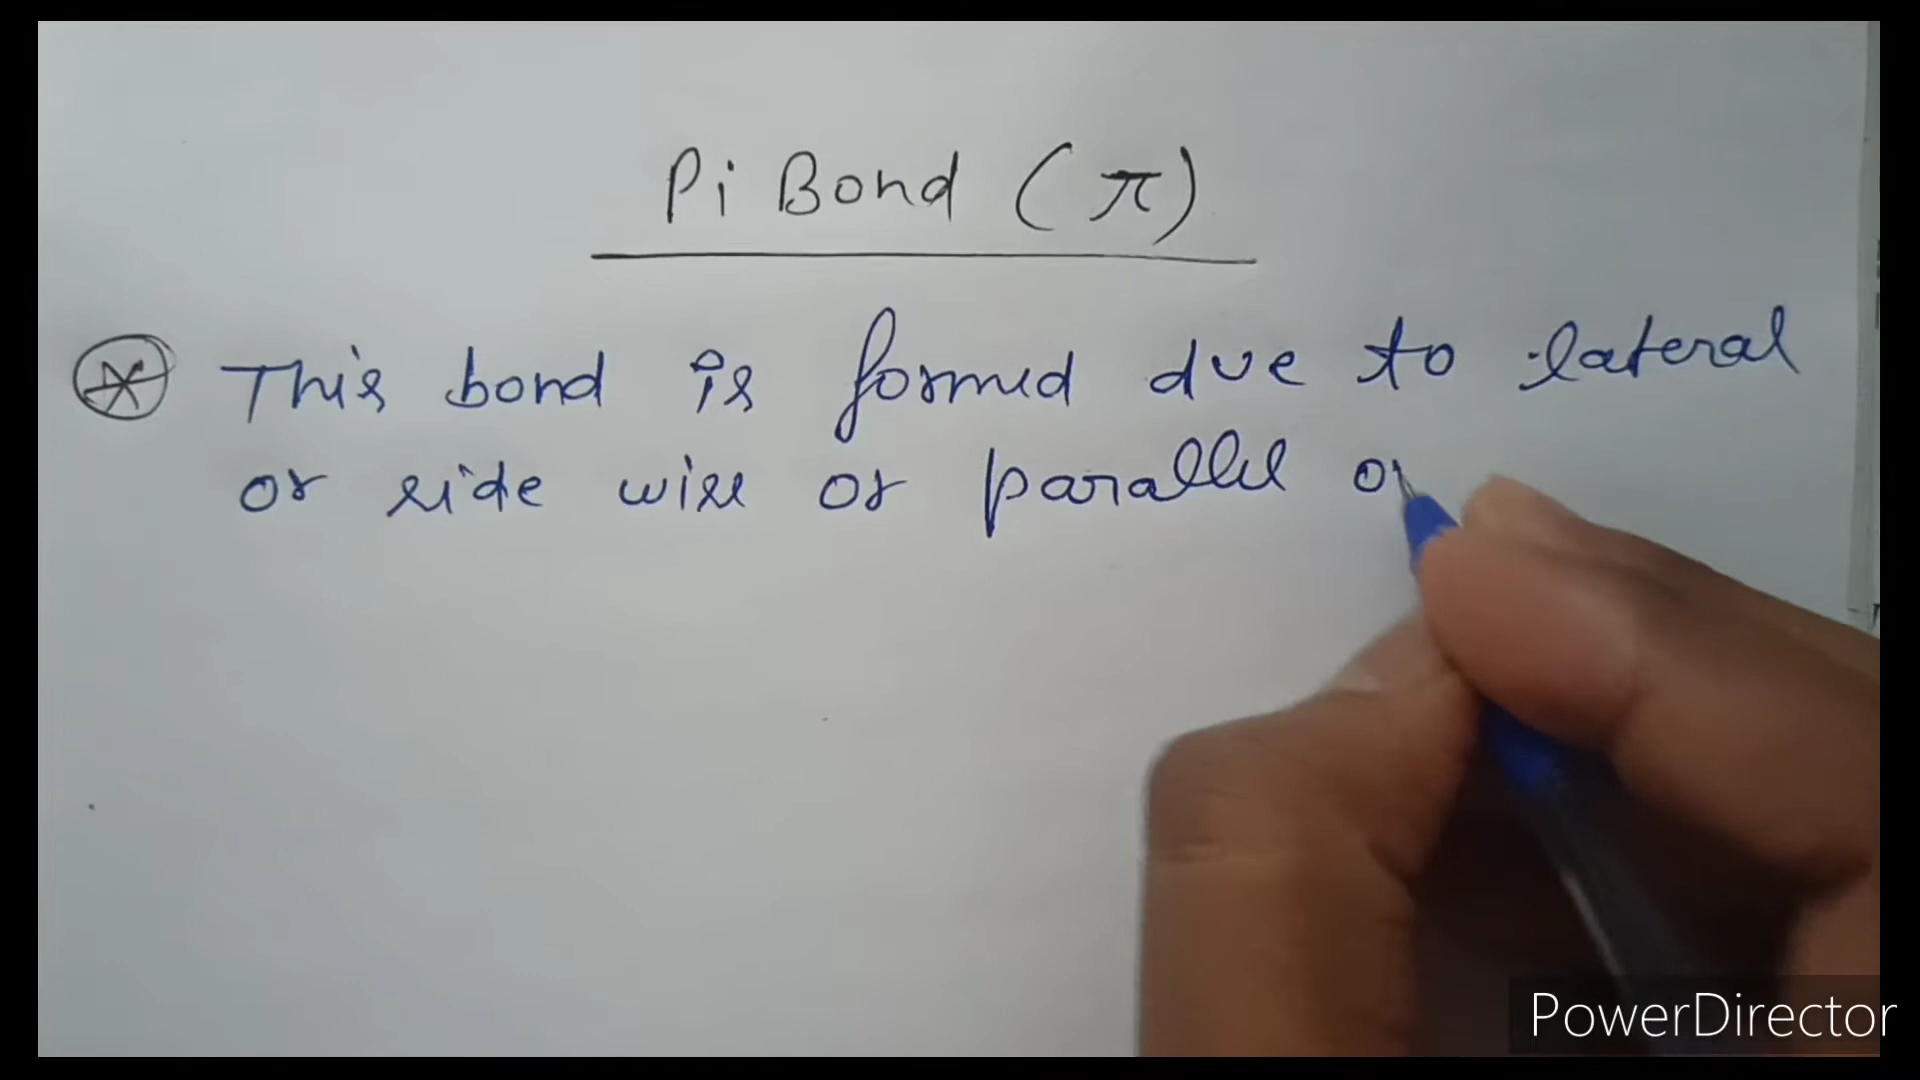 Pi Bond (π)
This bond is formed due to lateral
or side wise or parallel
PowerDirector